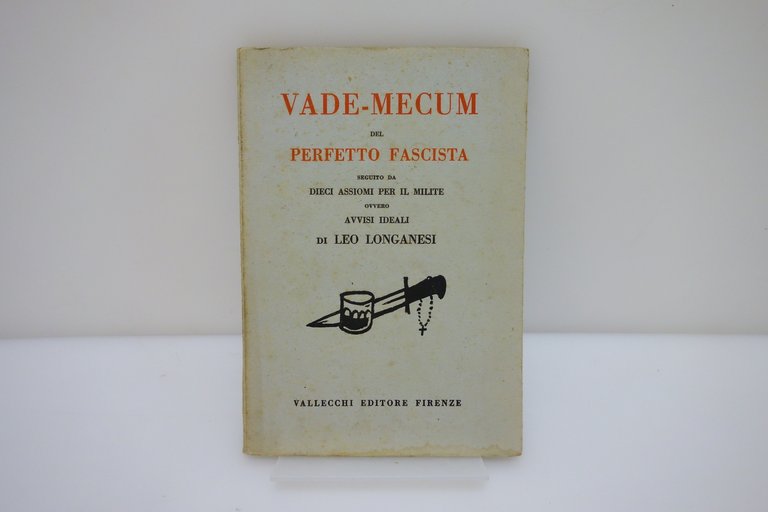 VADE-MECUM
DEL
PERFETTO FASCISTA
SEGUITO DA
DIECI ASSIOMI PER IL MILITE
OVVERO
AVVISI IDEALI
DI LEO LONGANESI
VALLECCHI EDITORE FIRENZE